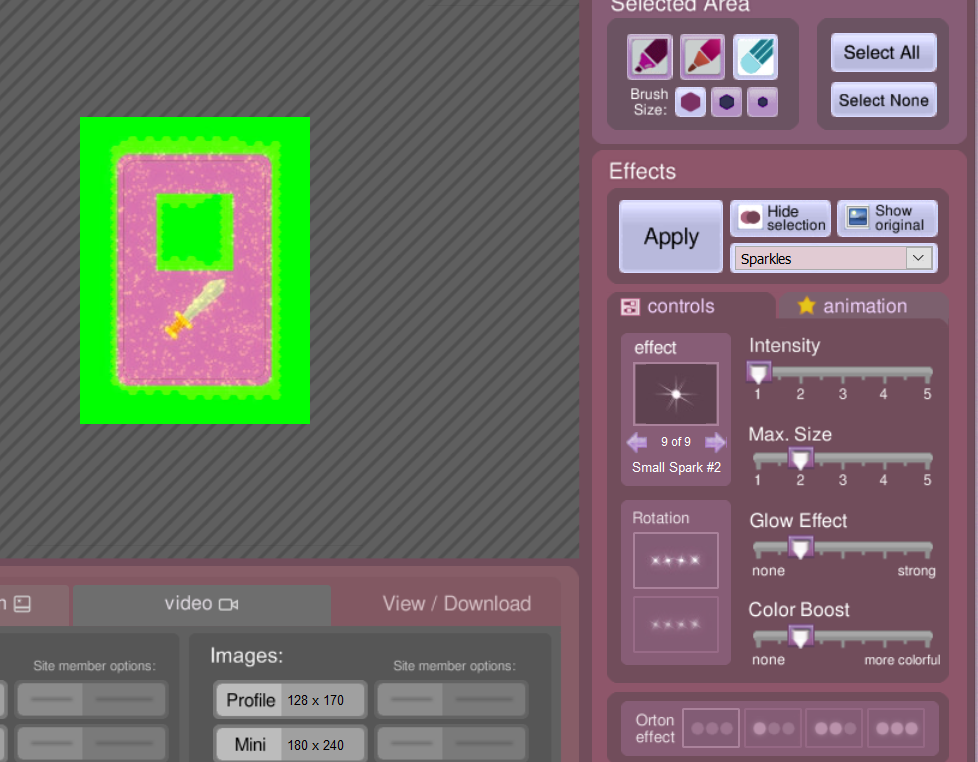 Selected Area
Brush
Size:
Select All
Select None
Effects
Apply
Hide
selection
Show
original
Sparkles
controls
animation
effect
9 of 9
Small Spark #2
Rotation
Intensity
1 2 3 4 5
Max. Size
1 2 3 4 5
Glow Effect
none strong
Color Boost
none more colorful
Orton
effect
video
View / Download
Site member options:
Images:
Site member options:
Profile 128 x 170
Mini 180 x 240